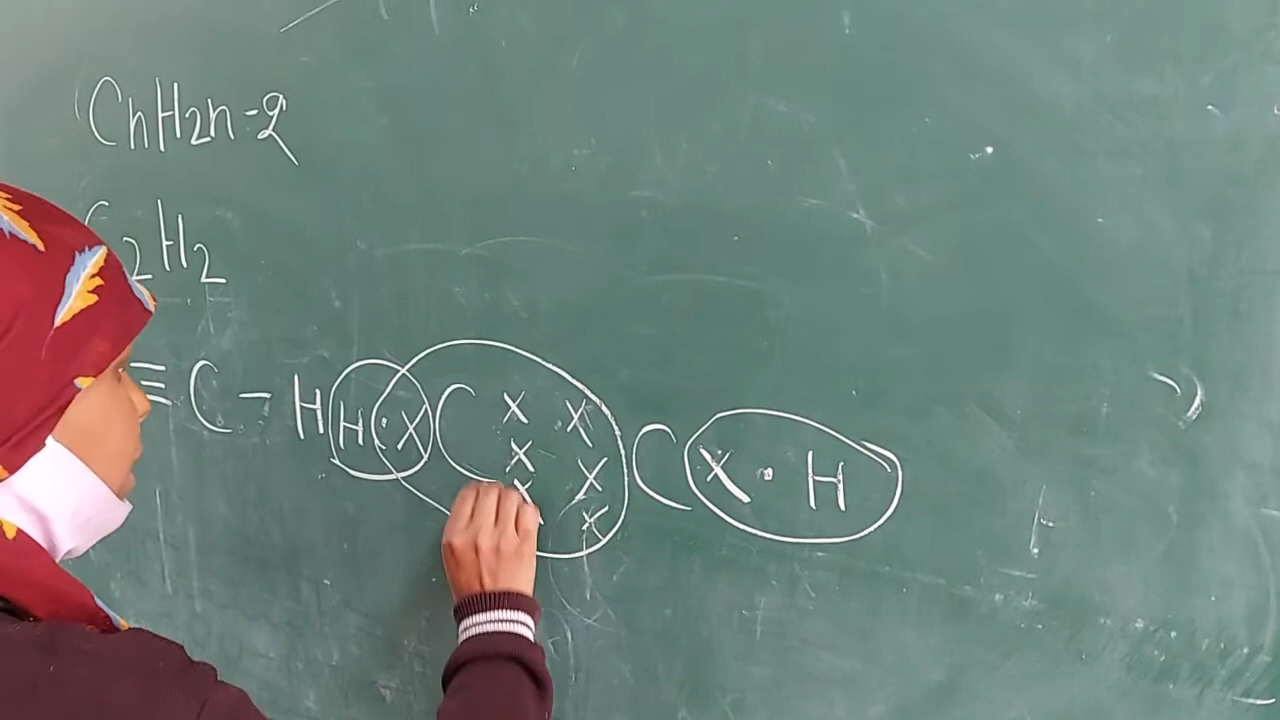 CnH2n-2
C2H2
≡C-H H·X C X X X X X X C X·H